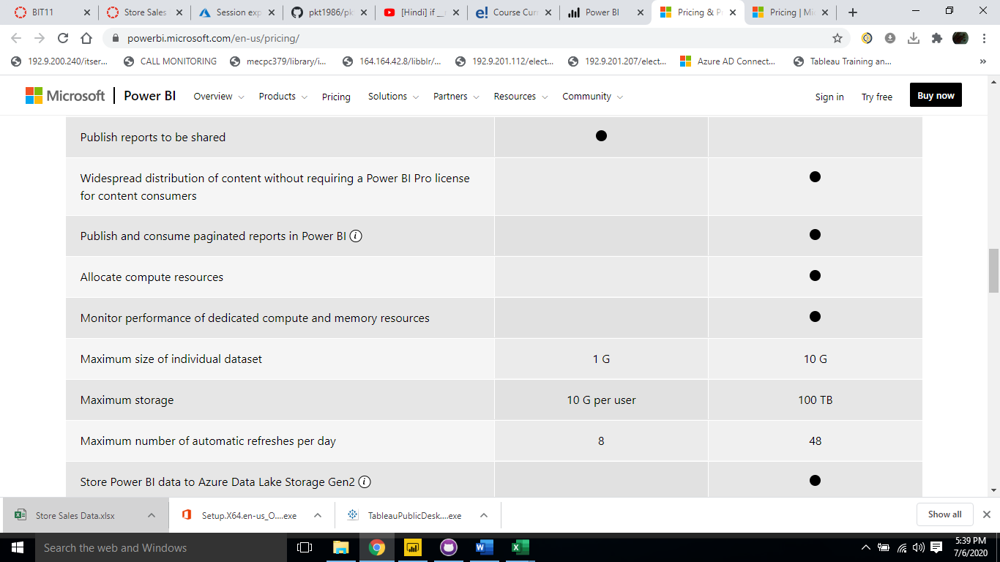 BIT11
Store Sales
Session exp
pkt1986/pk
[Hindi] if __n
Course Curr
Power BI
Pricing & P
Pricing | Mi
powerbi.microsoft.com/en-us/pricing/
192.9.200.240/itser...
CALL MONITORING
mecpc379/library/i...
164.164.42.8/libblr/...
192.9.201.112/elect...
192.9.201.207/elect...
Azure AD Connect...
Tableau Training an...
»
Microsoft
Power BI
Overview
Products
Pricing
Solutions
Partners
Resources
Community
Sign in
Try free
Buy now
Publish reports to be shared
Widespread distribution of content without requiring a Power BI Pro license
for content consumers
Publish and consume paginated reports in Power BI
Allocate compute resources
Monitor performance of dedicated compute and memory resources
Maximum size of individual dataset 1 G 10 G
Maximum storage 10 G per user 100 TB
Maximum number of automatic refreshes per day 8 48
Store Power BI data to Azure Data Lake Storage Gen2
Store Sales Data.xlsx
Setup.X64.en-us_O....exe
TableauPublicDesk....exe
Show all
Search the web and Windows
5:39 PM
7/6/2020